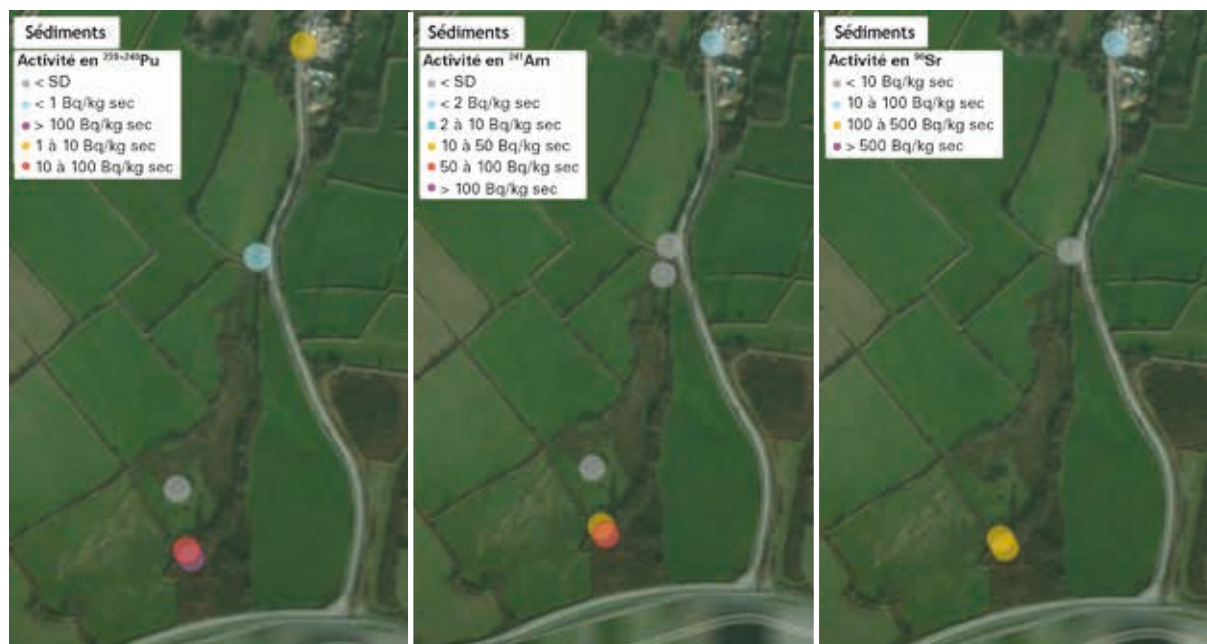 Sédiments
Activité en ²³⁹⁺²⁴⁰Pu
< SD
< 1 Bq/kg sec
> 100 Bq/kg sec
1 à 10 Bq/kg sec
10 à 100 Bq/kg sec
Sédiments
Activité en ²⁴¹Am
< SD
< 2 Bq/kg sec
2 à 10 Bq/kg sec
10 à 50 Bq/kg sec
50 à 100 Bq/kg sec
> 100 Bq/kg sec
Sédiments
Activité en ⁹⁰Sr
< 10 Bq/kg sec
10 à 100 Bq/kg sec
100 à 500 Bq/kg sec
> 500 Bq/kg sec